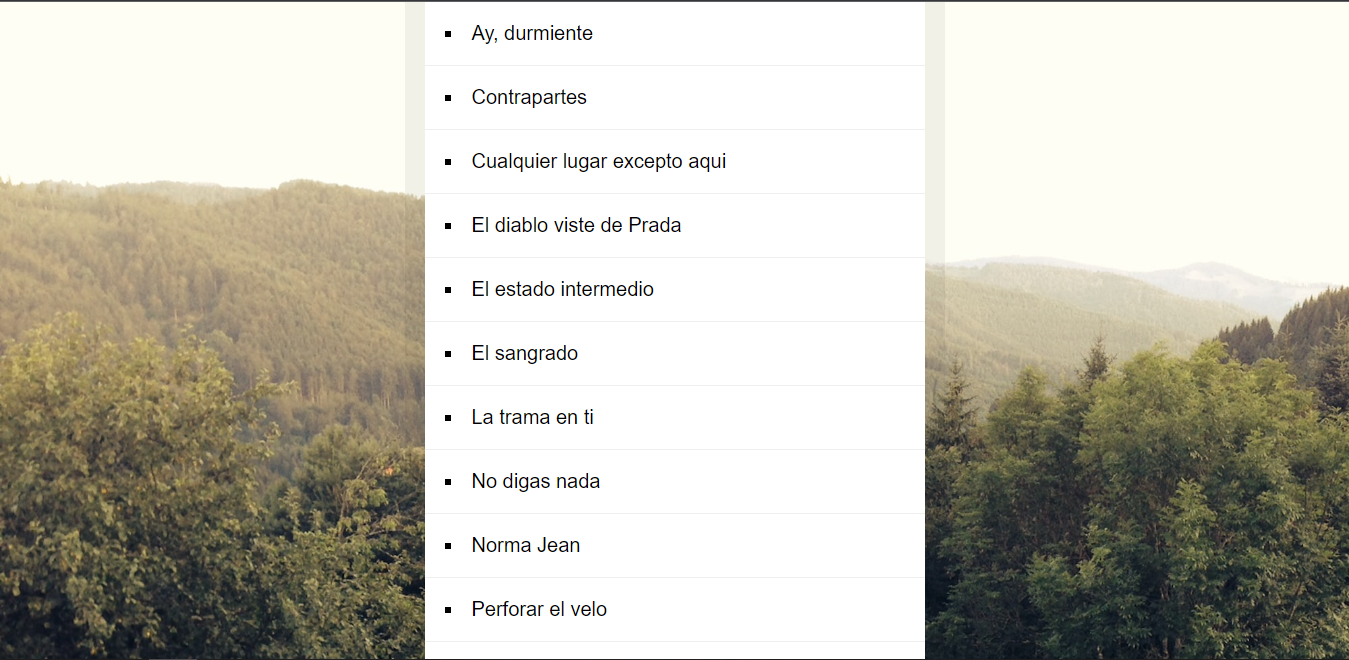 Ay, durmiente
Contrapartes
Cualquier lugar excepto aqui
El diablo viste de Prada
El estado intermedio
El sangrado
La trama en ti
No digas nada
Norma Jean
Perforar el velo